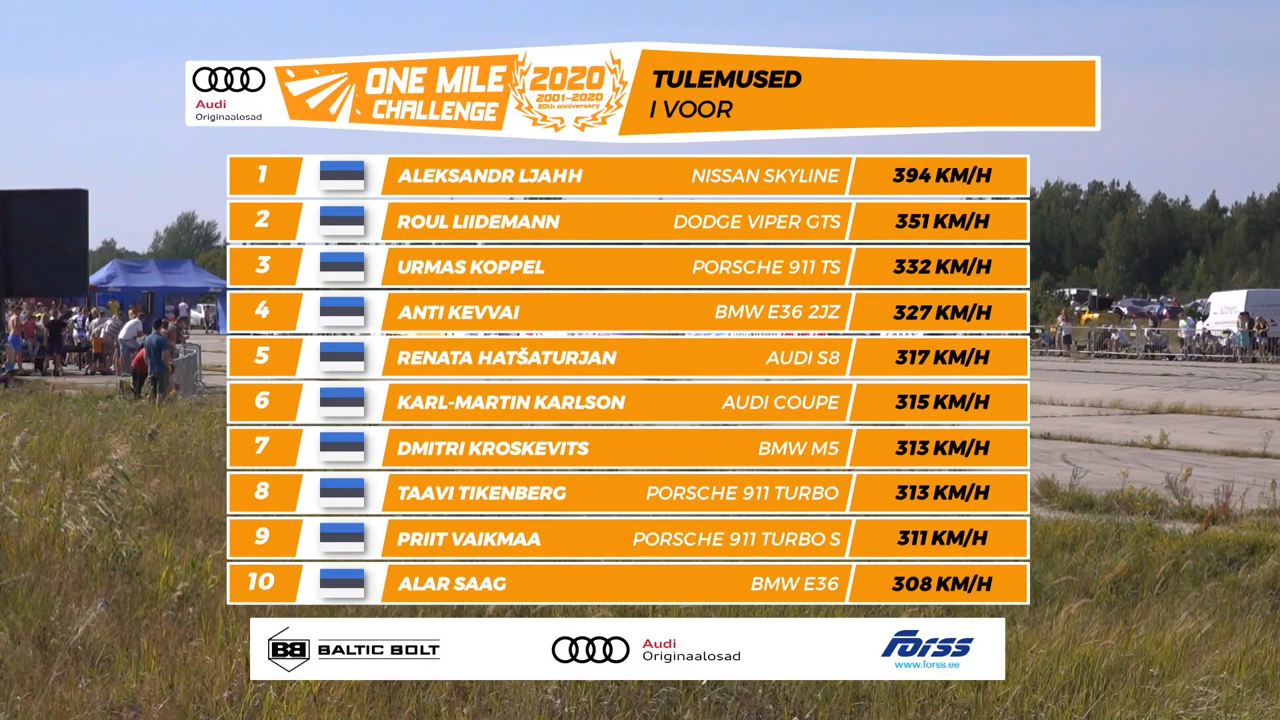 Audi
Originaalosad
ONE MILE
CHALLENGE
2020
2001-2020
20th anniversary
TULEMUSED
I VOOR
1 ALEKSANDR LJAHH NISSAN SKYLINE 394 KM/H
2 ROUL LIIDEMANN DODGE VIPER GTS 351 KM/H
3 URMAS KOPPEL PORSCHE 911 TS 332 KM/H
4 ANTI KEVVAI BMW E36 2JZ 327 KM/H
5 RENATA HATŠATURJAN AUDI S8 317 KM/H
6 KARL-MARTIN KARLSON AUDI COUPE 315 KM/H
7 DMITRI KROSKEVITS BMW M5 313 KM/H
8 TAAVI TIKENBERG PORSCHE 911 TURBO 313 KM/H
9 PRIIT VAIKMAA PORSCHE 911 TURBO S 311 KM/H
10 ALAR SAAG BMW E36 308 KM/H
BB BALTIC BOLT
Audi
Originaalosad
Forss
www.forss.ee